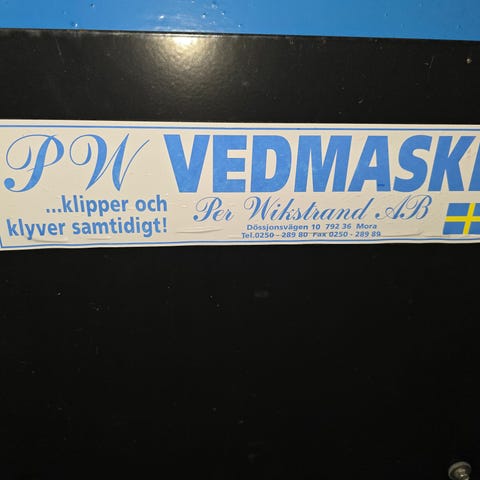 PW VEDMASKI
...klipper och
klyver samtidigt!
Per Wikstrand AB
Dössjonsvägen 10 792 36 Mora
Tel.0250 - 289 80 Fax 0250 - 289 89